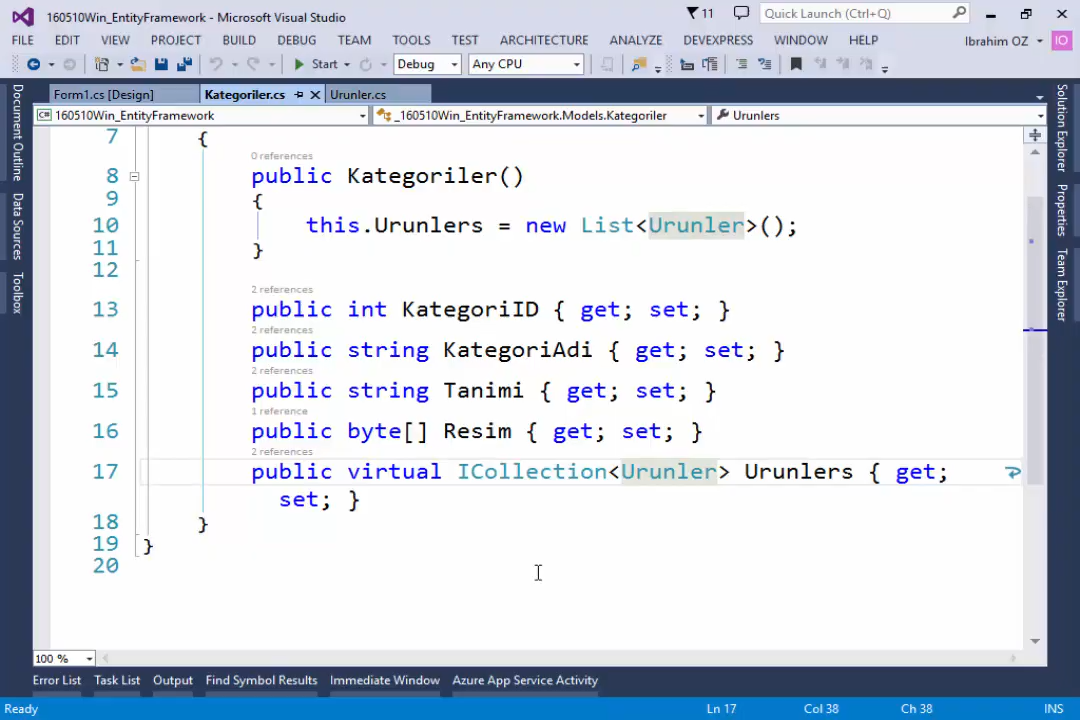 160510Win_EntityFramework - Microsoft Visual Studio
11
Quick Launch (Ctrl+Q)
FILE EDIT VIEW PROJECT BUILD DEBUG TEAM TOOLS TEST ARCHITECTURE ANALYZE DEVEXPRESS WINDOW HELP
Ibrahim OZ
IO
Start Debug Any CPU
Document Outline
Data Sources
Toolbox
Form1.cs [Design] Kategoriler.cs Urunler.cs
C# 160510Win_EntityFramework _160510Win_EntityFramework.Models.Kategoriler Urunlers
7 {
0 references
8 public Kategoriler()
9 {
10 this.Urunlers = new List<Urunler>();
11 }
12
2 references
13 public int KategoriID { get; set; }
2 references
14 public string KategoriAdi { get; set; }
2 references
15 public string Tanimi { get; set; }
1 reference
16 public byte[] Resim { get; set; }
2 references
17 public virtual ICollection<Urunler> Urunlers { get;
set; }
18 }
19 }
20
Solution Explorer
Properties
Team Explorer
100 %
Error List Task List Output Find Symbol Results Immediate Window Azure App Service Activity
Ready Ln 17 Col 38 Ch 38 INS